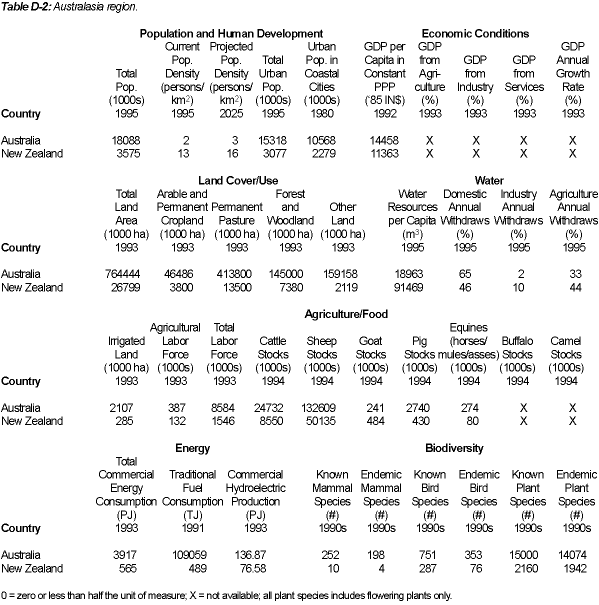 Table D-2: Australasia region.
Population and Human Development Economic Conditions
Current Projected Urban GDP per GDP GDP
Pop. Pop. Total Pop. in Capita in from GDP GDP Annual
Total Density Density Urban Coastal Constant Agri- from from Growth
Pop. (persons/ (persons/ Pop. Cities PPP culture Industry Services Rate
(1000s) km²) km²) (1000s) (1000s) ('85 IN$) (%) (%) (%) (%)
Country 1995 1995 2025 1995 1980 1992 1993 1993 1993 1993
Australia 18088 2 3 15318 10568 14458 X X X X
New Zealand 3575 13 16 3077 2279 11363 X X X X
Land Cover/Use Water
Total Arable and Forest Water Domestic Industry Agriculture
Land Permanent Permanent and Other Resources Annual Annual Annual
Area Cropland Pasture Woodland Land per Capita Withdraws Withdraws Withdraws
(1000 ha) (1000 ha) (1000 ha) (1000 ha) (1000 ha) (m³) (%) (%) (%)
Country 1993 1993 1993 1993 1993 1995 1995 1995 1995
Australia 764444 46486 413800 145000 159158 18963 65 2 33
New Zealand 26799 3800 13500 7380 2119 91469 46 10 44
Agriculture/Food
Agricultural Total Equines
Irrigated Labor Labor Cattle Sheep Goat Pig (horses/ Buffalo Camel
Land Force Force Stocks Stocks Stocks Stocks mules/asses) Stocks Stocks
(1000 ha) (1000s) (1000s) (1000s) (1000s) (1000s) (1000s) (1000s) (1000s) (1000s)
Country 1993 1993 1993 1994 1994 1994 1994 1994 1994 1994
Australia 2107 387 8584 24732 132609 241 2740 274 X X
New Zealand 285 132 1546 8550 50135 484 430 80 X X
Energy Biodiversity
Total
Commercial Traditional Commercial Known Endemic Known Endemic Known Endemic
Energy Fuel Hydroelectric Mammal Mammal Bird Bird Plant Plant
Consumption Consumption Production Species Species Species Species Species Species
(PJ) (TJ) (PJ) (#) (#) (#) (#) (#) (#)
Country 1993 1991 1993 1990s 1990s 1990s 1990s 1990s 1990s
Australia 3917 109059 136.87 252 198 751 353 15000 14074
New Zealand 565 489 76.58 10 4 287 76 2160 1942
0 = zero or less than half the unit of measure; X = not available; all plant species includes flowering plants only.